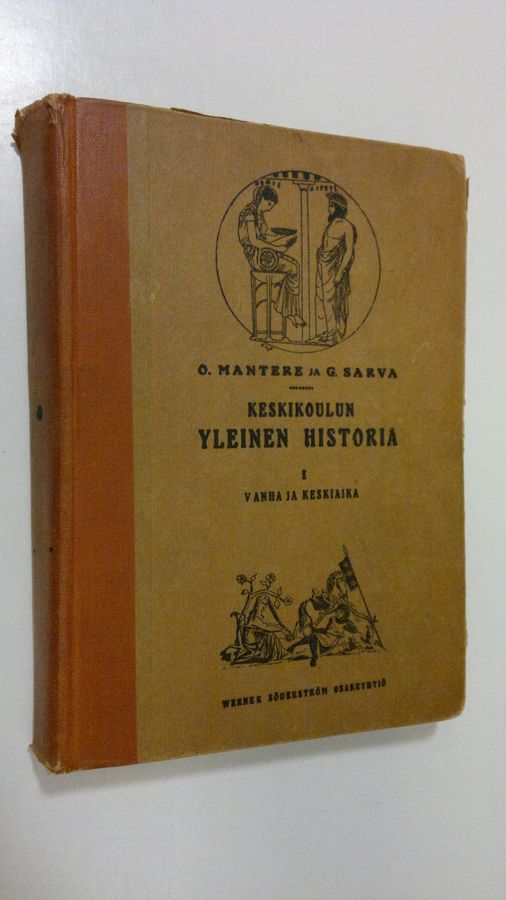 O. MANTERE JA G. SARVA
KESKIKOULUN
YLEINEN HISTORIA
I
VANHA JA KESKIAIKA
WERNER SÖDERSTRÖM OSAKEYHTIÖ